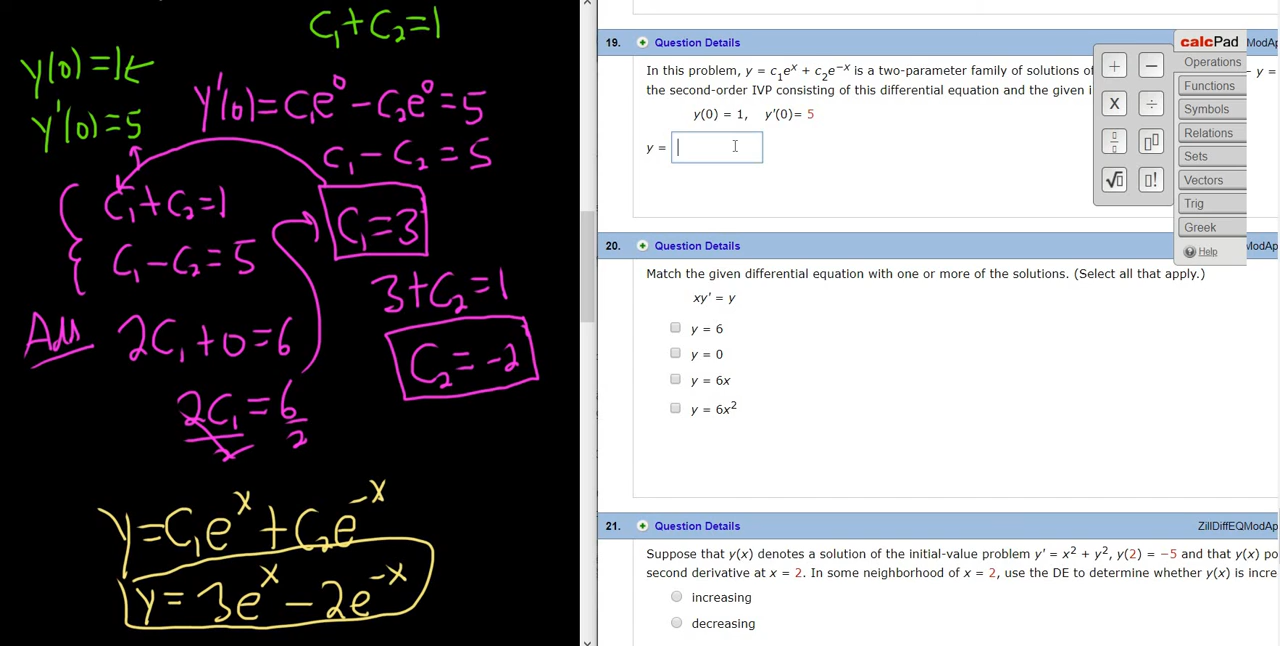 C₁+C₂=1
y(0)=1
y'(0)=5
y'(0)=C₁e⁰-C₂e⁰=5
C₁-C₂=5
C₁+C₂=1
C₁-C₂=5
C₁=3
3+C₂=1
C₂=-2
Add 2C₁+0=6
2C₁=6
2 2
y=C₁eˣ+C₂e⁻ˣ
y=3eˣ-2e⁻ˣ
19. Question Details
ModAp
In this problem, y = c₁eˣ + c₂e⁻ˣ is a two-parameter family of solutions of
- y =
the second-order IVP consisting of this differential equation and the given i
y(0) = 1, y'(0)= 5
y =
calcPad
Operations
Functions
Symbols
Relations
Sets
Vectors
Trig
Greek
Help
+ −
X ÷
√ !
20. Question Details
ModAp
Match the given differential equation with one or more of the solutions. (Select all that apply.)
xy' = y
y = 6
y = 0
y = 6x
y = 6x²
21. Question Details
ZillDiffEQModAp
Suppose that y(x) denotes a solution of the initial-value problem y' = x² + y², y(2) = −5 and that y(x) po
second derivative at x = 2. In some neighborhood of x = 2, use the DE to determine whether y(x) is incre
increasing
decreasing